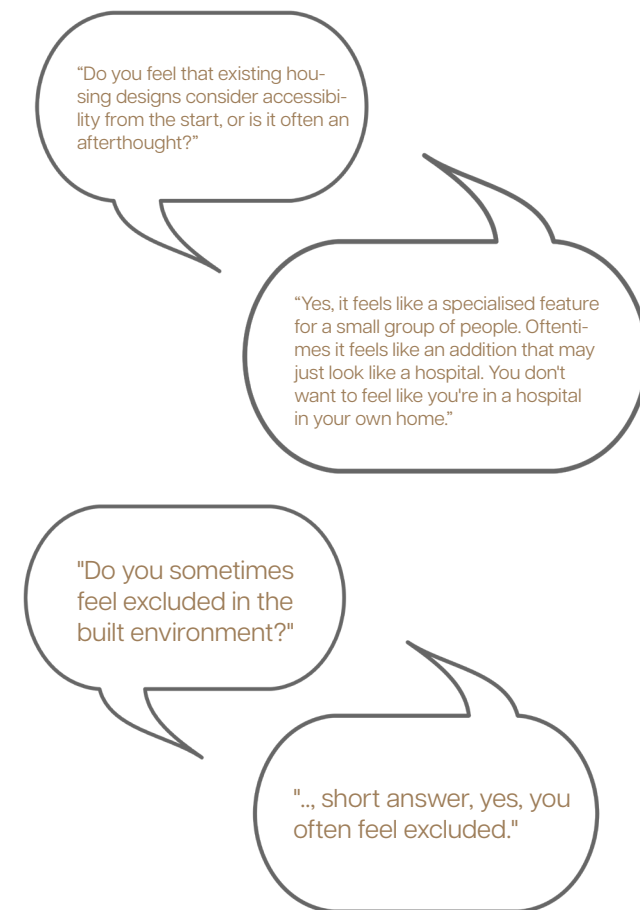 “Do you feel that existing hou-
sing designs consider accessibi-
lity from the start, or is it often an
afterthought?”
“Yes, it feels like a specialised feature
for a small group of people. Oftenti-
mes it feels like an addition that may
just look like a hospital. You don't
want to feel like you're in a hospital
in your own home.”
"Do you sometimes
feel excluded in the
built environment?"
".., short answer, yes, you
often feel excluded."